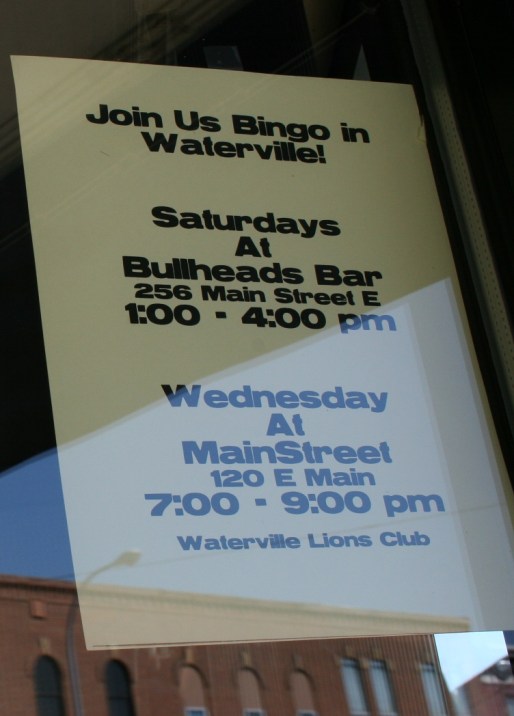 Join Us Bingo in
Waterville!
Saturdays
At
Bullheads Bar
256 Main Street E
1:00 - 4:00 pm
Wednesday
At
MainStreet
120 E Main
7:00 - 9:00 pm
Waterville Lions Club